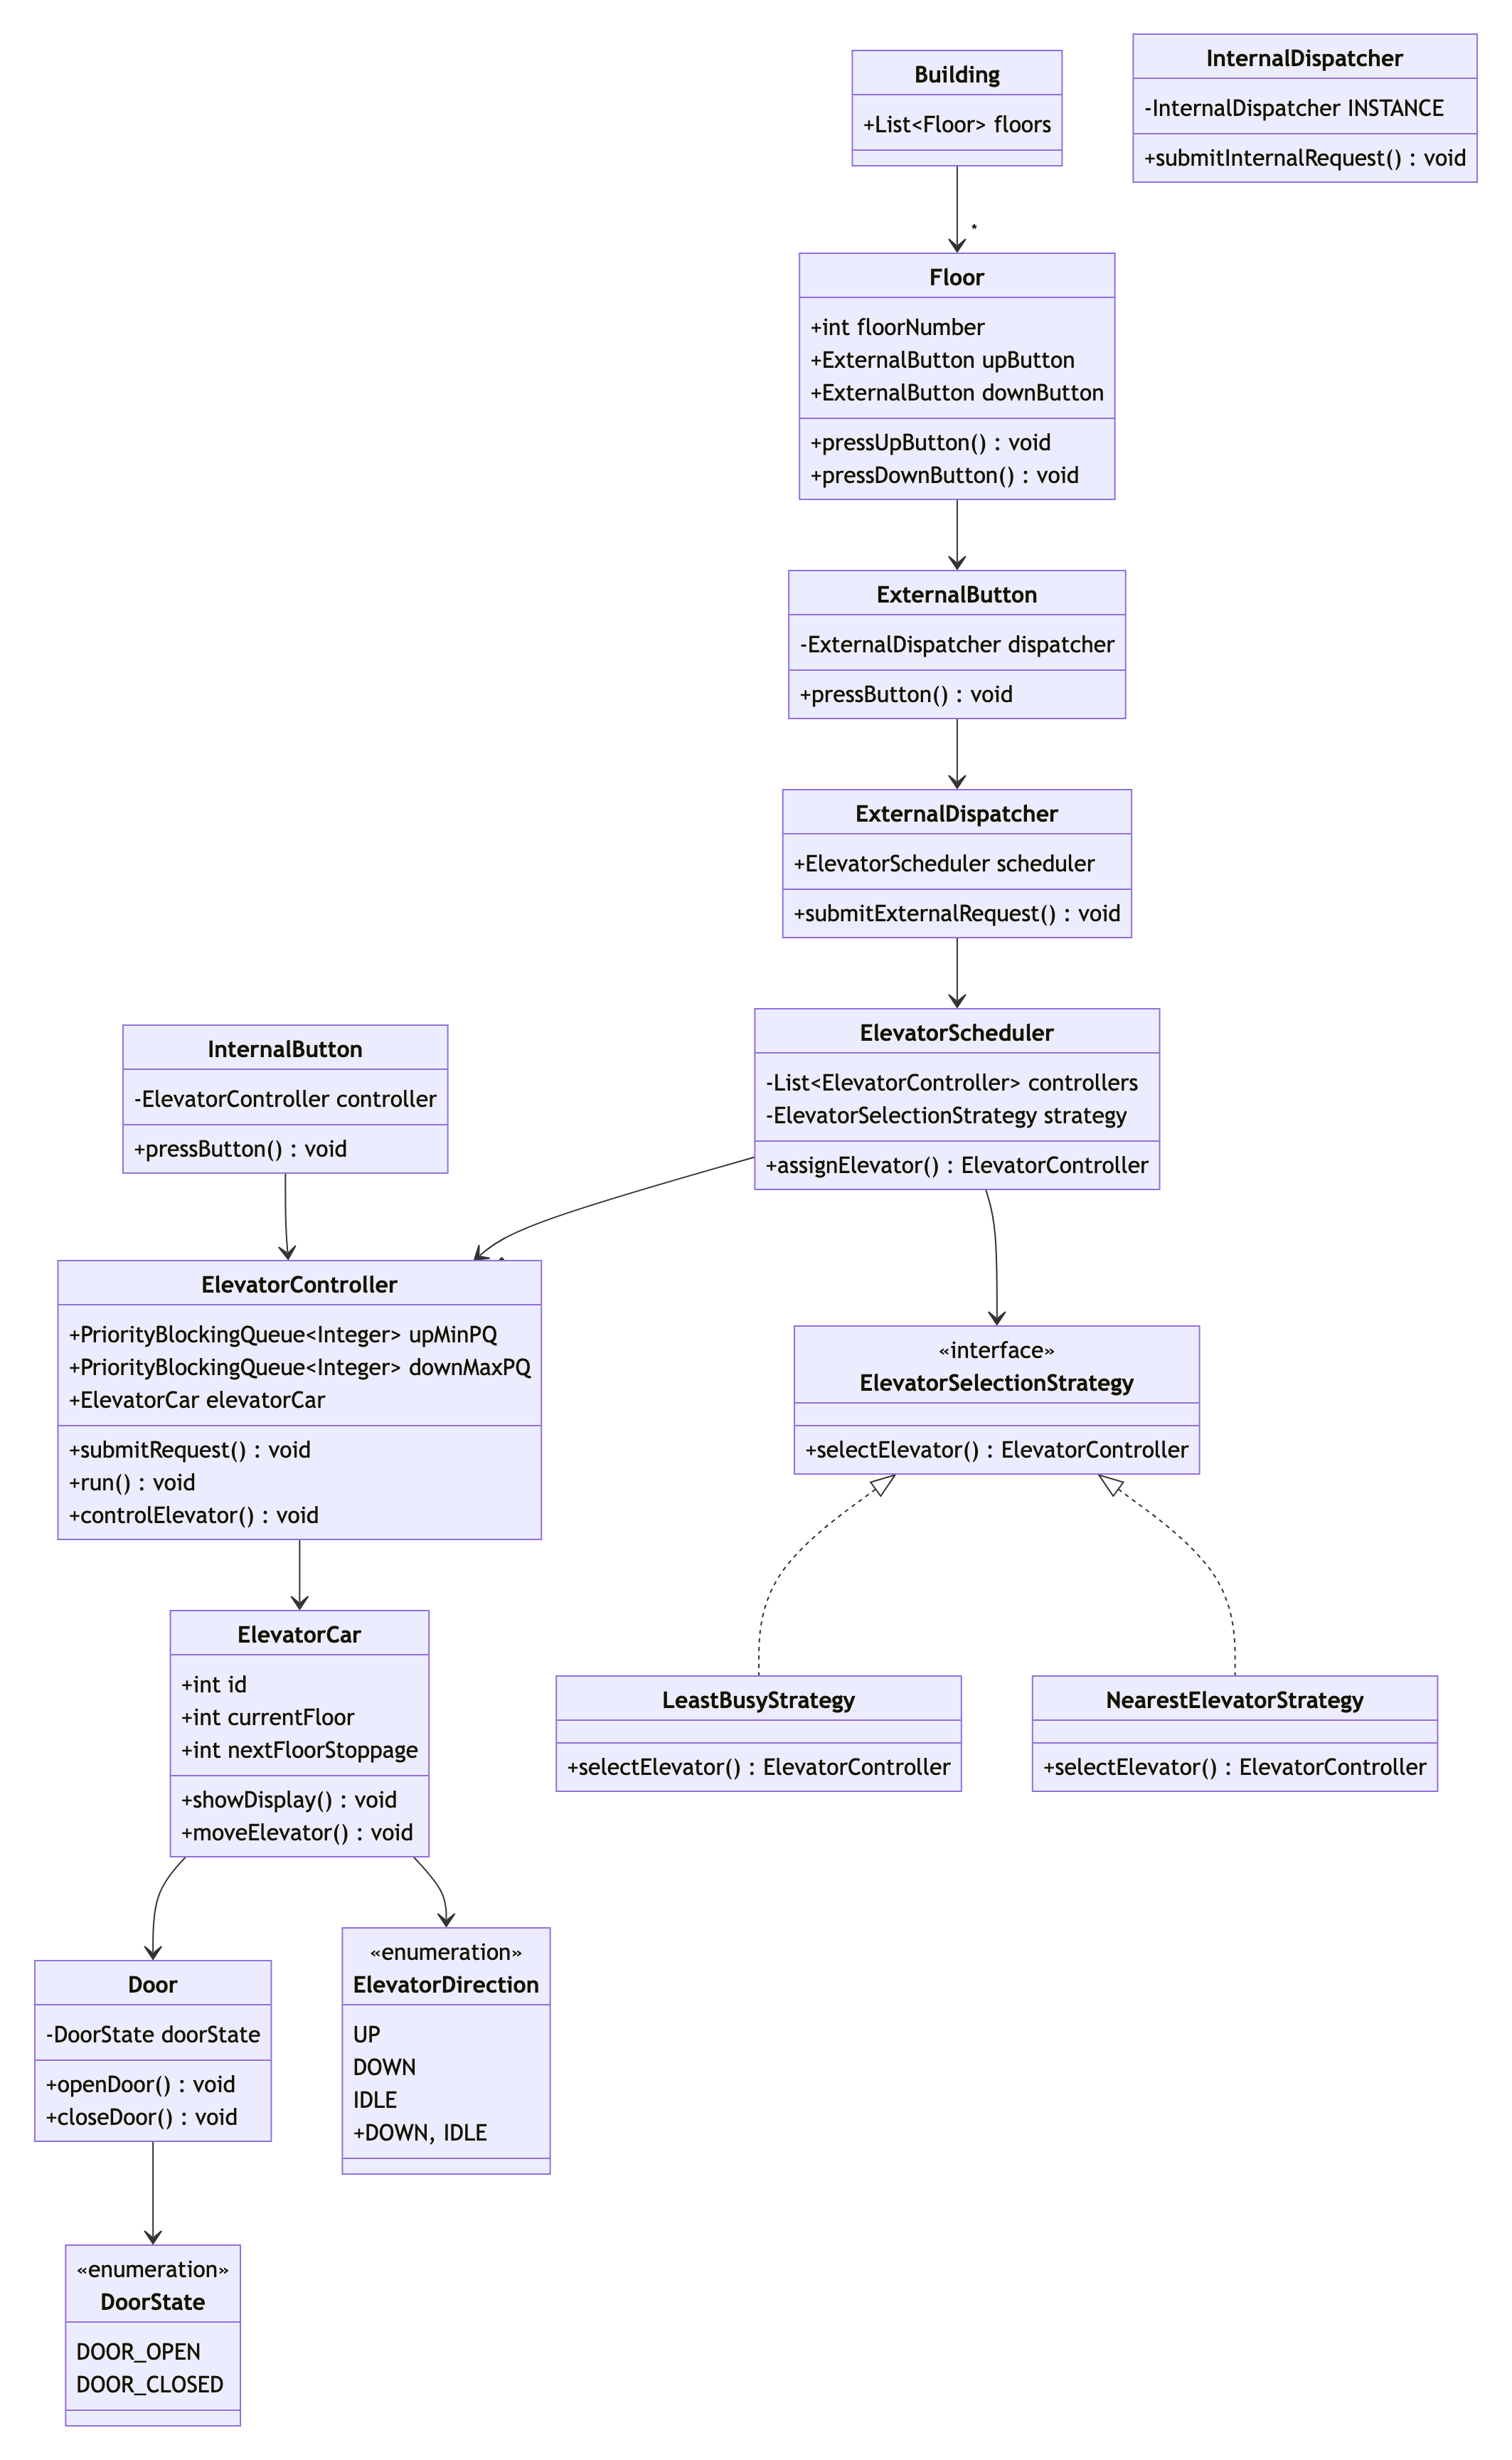 Building
+List<Floor> floors
InternalDispatcher
-InternalDispatcher INSTANCE
+submitInternalRequest() : void
*
Floor
+int floorNumber
+ExternalButton upButton
+ExternalButton downButton
+pressUpButton() : void
+pressDownButton() : void
ExternalButton
-ExternalDispatcher dispatcher
+pressButton() : void
ExternalDispatcher
+ElevatorScheduler scheduler
+submitExternalRequest() : void
ElevatorScheduler
-List<ElevatorController> controllers
-ElevatorSelectionStrategy strategy
+assignElevator() : ElevatorController
InternalButton
-ElevatorController controller
+pressButton() : void
*
ElevatorController
+PriorityBlockingQueue<Integer> upMinPQ
+PriorityBlockingQueue<Integer> downMaxPQ
+ElevatorCar elevatorCar
+submitRequest() : void
+run() : void
+controlElevator() : void
«interface»
ElevatorSelectionStrategy
+selectElevator() : ElevatorController
ElevatorCar
+int id
+int currentFloor
+int nextFloorStoppage
+showDisplay() : void
+moveElevator() : void
LeastBusyStrategy
+selectElevator() : ElevatorController
NearestElevatorStrategy
+selectElevator() : ElevatorController
Door
-DoorState doorState
+openDoor() : void
+closeDoor() : void
«enumeration»
ElevatorDirection
UP
DOWN
IDLE
+DOWN, IDLE
«enumeration»
DoorState
DOOR_OPEN
DOOR_CLOSED